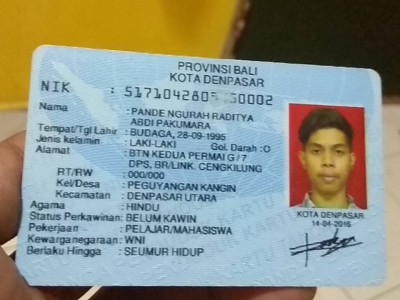 PROVINSI BALI
KOTA DENPASAR
NIK :
Nama : PANDE NGURAH RADITYA
ABDI PAKUMARA
Tempat/Tgl Lahir : BUDAGA, 28-09-1995
Jenis kelamin : LAKI-LAKI Gol. Darah : O
Alamat : BTN KEDUA PERMAI G / 7
DPS, BR/LINK. CENGKILUNG
RT/RW : 000/000
Kel/Desa : PEGUYANGAN KANGIN
Kecamatan : DENPASAR UTARA
Agama : HINDU
Status Perkawinan: BELUM KAWIN
Pekerjaan : PELAJAR/MAHASISWA
Kewarganegaraan: WNI
Berlaku Hingga : SEUMUR HIDUP
KOTA DENPASAR
14-04-2016